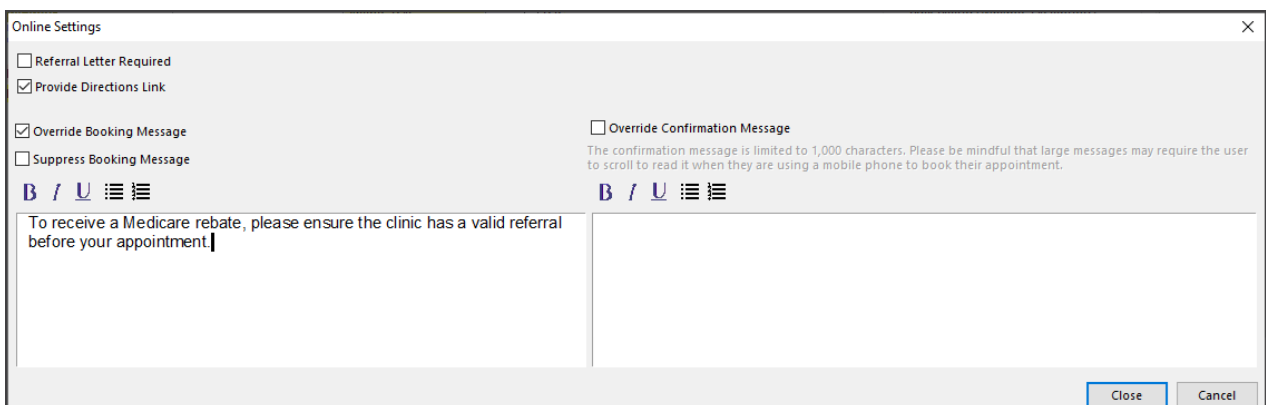 Online Settings
Referral Letter Required
Provide Directions Link
Override Booking Message
Suppress Booking Message
B I U
To receive a Medicare rebate, please ensure the clinic has a valid referral
before your appointment.
Override Confirmation Message
The confirmation message is limited to 1,000 characters. Please be mindful that large messages may require the user
to scroll to read it when they are using a mobile phone to book their appointment.
B I U
Close Cancel